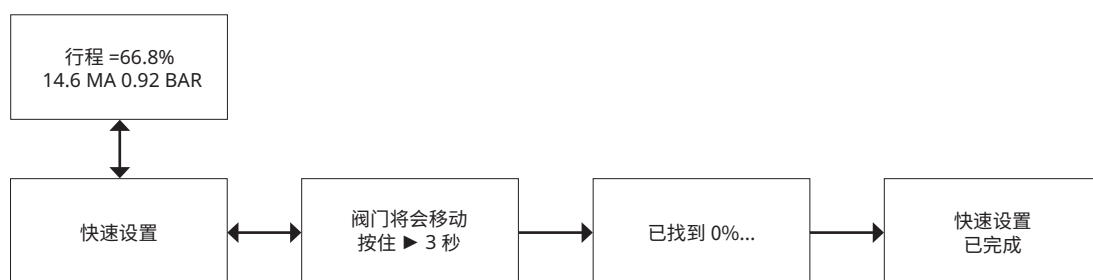 行程 =66.8%
14.6 MA 0.92 BAR
快速设置
阀门将会移动
按住 ► 3 秒
已找到 0%...
快速设置
已完成